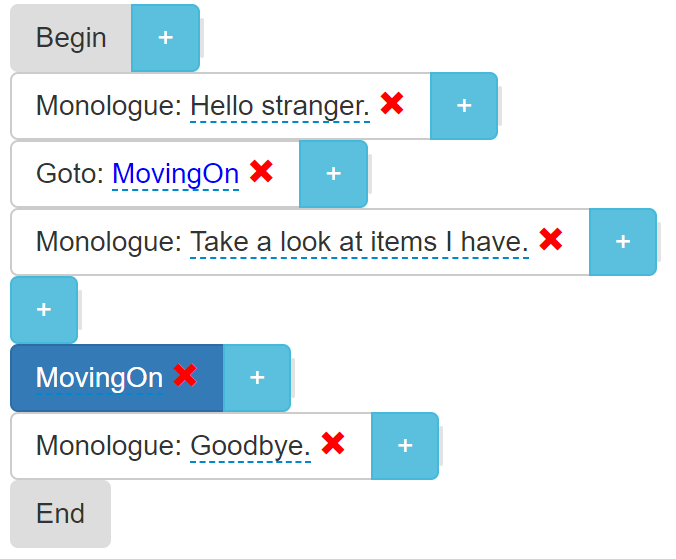 Begin +
Monologue: Hello stranger. ✖ +
Goto: MovingOn ✖ +
Monologue: Take a look at items I have. ✖ +
+
MovingOn ✖ +
Monologue: Goodbye. ✖ +
End